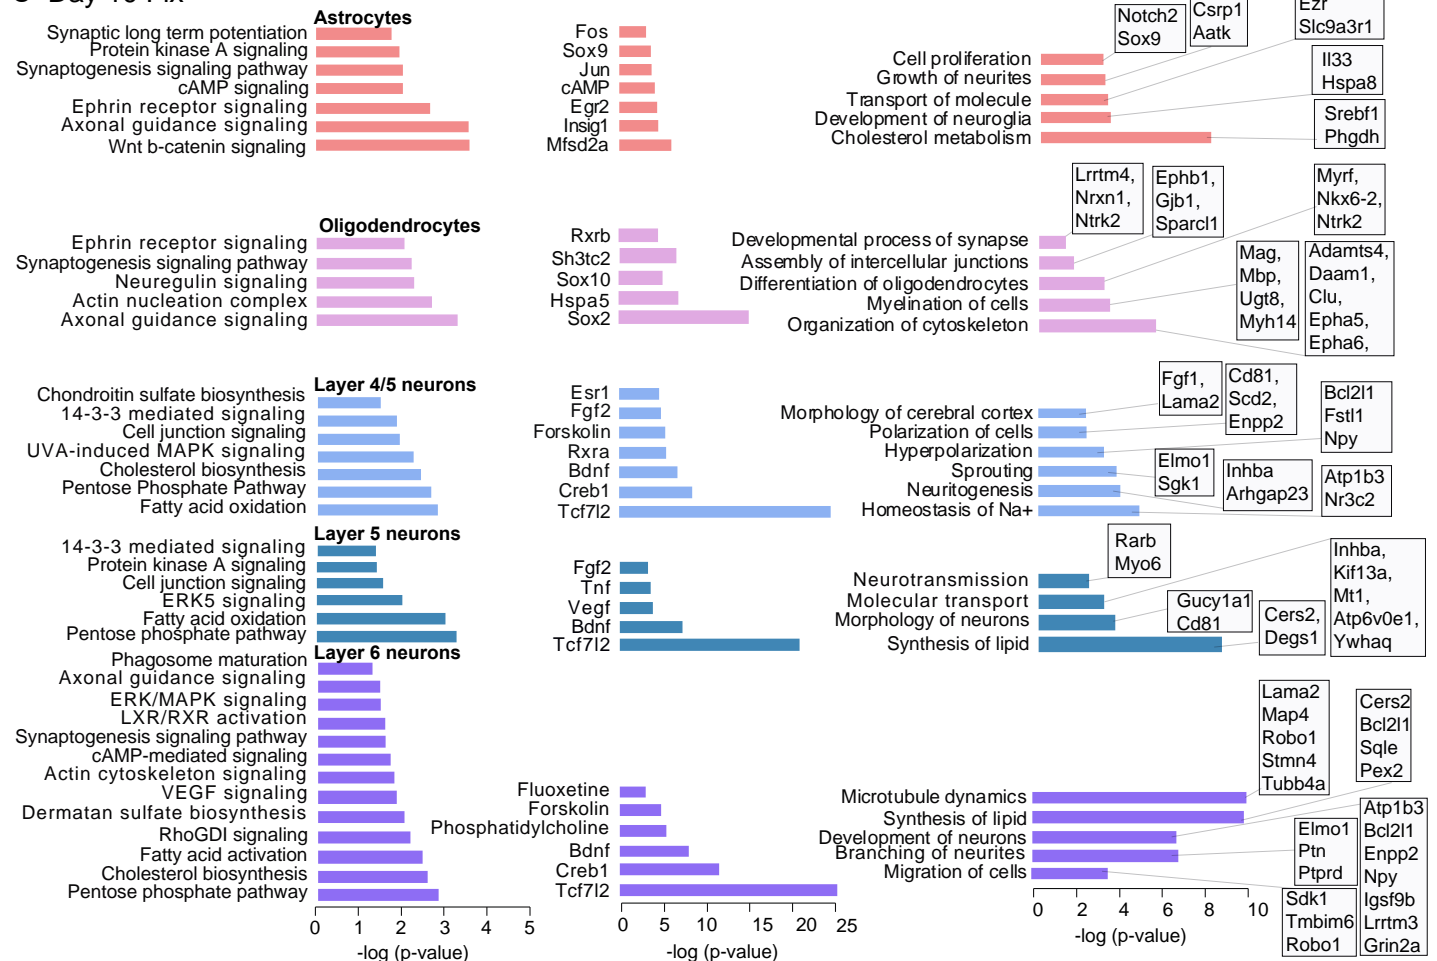 Astrocytes
Synaptic long term potentiation
Protein kinase A signaling
Synaptogenesis signaling pathway
cAMP signaling
Ephrin receptor signaling
Axonal guidance signaling
Wnt b-catenin signaling
Fos
Sox9
Jun
cAMP
Egr2
Insig1
Mfsd2a
Cell proliferation
Growth of neurites
Transport of molecule
Development of neuroglia
Cholesterol metabolism
Notch2
Sox9
Csrp1
Aatk
Ezr
Slc9a3r1
Il33
Hspa8
Srebf1
Phgdh
Oligodendrocytes
Ephrin receptor signaling
Synaptogenesis signaling pathway
Neuregulin signaling
Actin nucleation complex
Axonal guidance signaling
Rxrb
Sh3tc2
Sox10
Hspa5
Sox2
Developmental process of synapse
Assembly of intercellular junctions
Differentiation of oligodendrocytes
Myelination of cells
Organization of cytoskeleton
Lrrtm4,
Nrxn1,
Ntrk2
Ephb1,
Gjb1,
Sparcl1
Myrf,
Nkx6-2,
Ntrk2
Mag,
Mbp,
Ugt8,
Myh14
Adamts4,
Daam1,
Clu,
Epha5,
Epha6,
Layer 4/5 neurons
Chondroitin sulfate biosynthesis
14-3-3 mediated signaling
Cell junction signaling
UVA-induced MAPK signaling
Cholesterol biosynthesis
Pentose Phosphate Pathway
Fatty acid oxidation
Esr1
Fgf2
Forskolin
Rxra
Bdnf
Creb1
Tcf7l2
Morphology of cerebral cortex
Polarization of cells
Hyperpolarization
Sprouting
Neuritogenesis
Homeostasis of Na+
Fgf1,
Lama2
Cd81,
Scd2,
Enpp2
Bcl2l1
Fstl1
Npy
Elmo1
Sgk1
Inhba
Arhgap23
Atp1b3
Nr3c2
Layer 5 neurons
14-3-3 mediated signaling
Protein kinase A signaling
Cell junction signaling
ERK5 signaling
Fatty acid oxidation
Pentose phosphate pathway
Fgf2
Tnf
Vegf
Bdnf
Tcf7l2
Neurotransmission
Molecular transport
Morphology of neurons
Synthesis of lipid
Rarb
Myo6
Gucy1a1
Cd81
Cers2,
Degs1
Inhba,
Kif13a,
Mt1,
Atp6v0e1,
Ywhaq
Layer 6 neurons
Phagosome maturation
Axonal guidance signaling
ERK/MAPK signaling
LXR/RXR activation
Synaptogenesis signaling pathway
cAMP-mediated signaling
Actin cytoskeleton signaling
VEGF signaling
Dermatan sulfate biosynthesis
RhoGDI signaling
Fatty acid activation
Cholesterol biosynthesis
Pentose phosphate pathway
Fluoxetine
Forskolin
Phosphatidylcholine
Bdnf
Creb1
Tcf7l2
Microtubule dynamics
Synthesis of lipid
Development of neurons
Branching of neurites
Migration of cells
Lama2
Map4
Robo1
Stmn4
Tubb4a
Cers2
Bcl2l1
Sqle
Pex2
Atp1b3
Bcl2l1
Enpp2
Npy
Igsf9b
Lrrtm3
Grin2a
Elmo1
Ptn
Ptprd
Sdk1
Tmbim6
Robo1
0 1 2 3 4 5
-log (p-value)
0 5 10 15 20 25
-log (p-value)
0 2 4 6 8 10
-log (p-value)